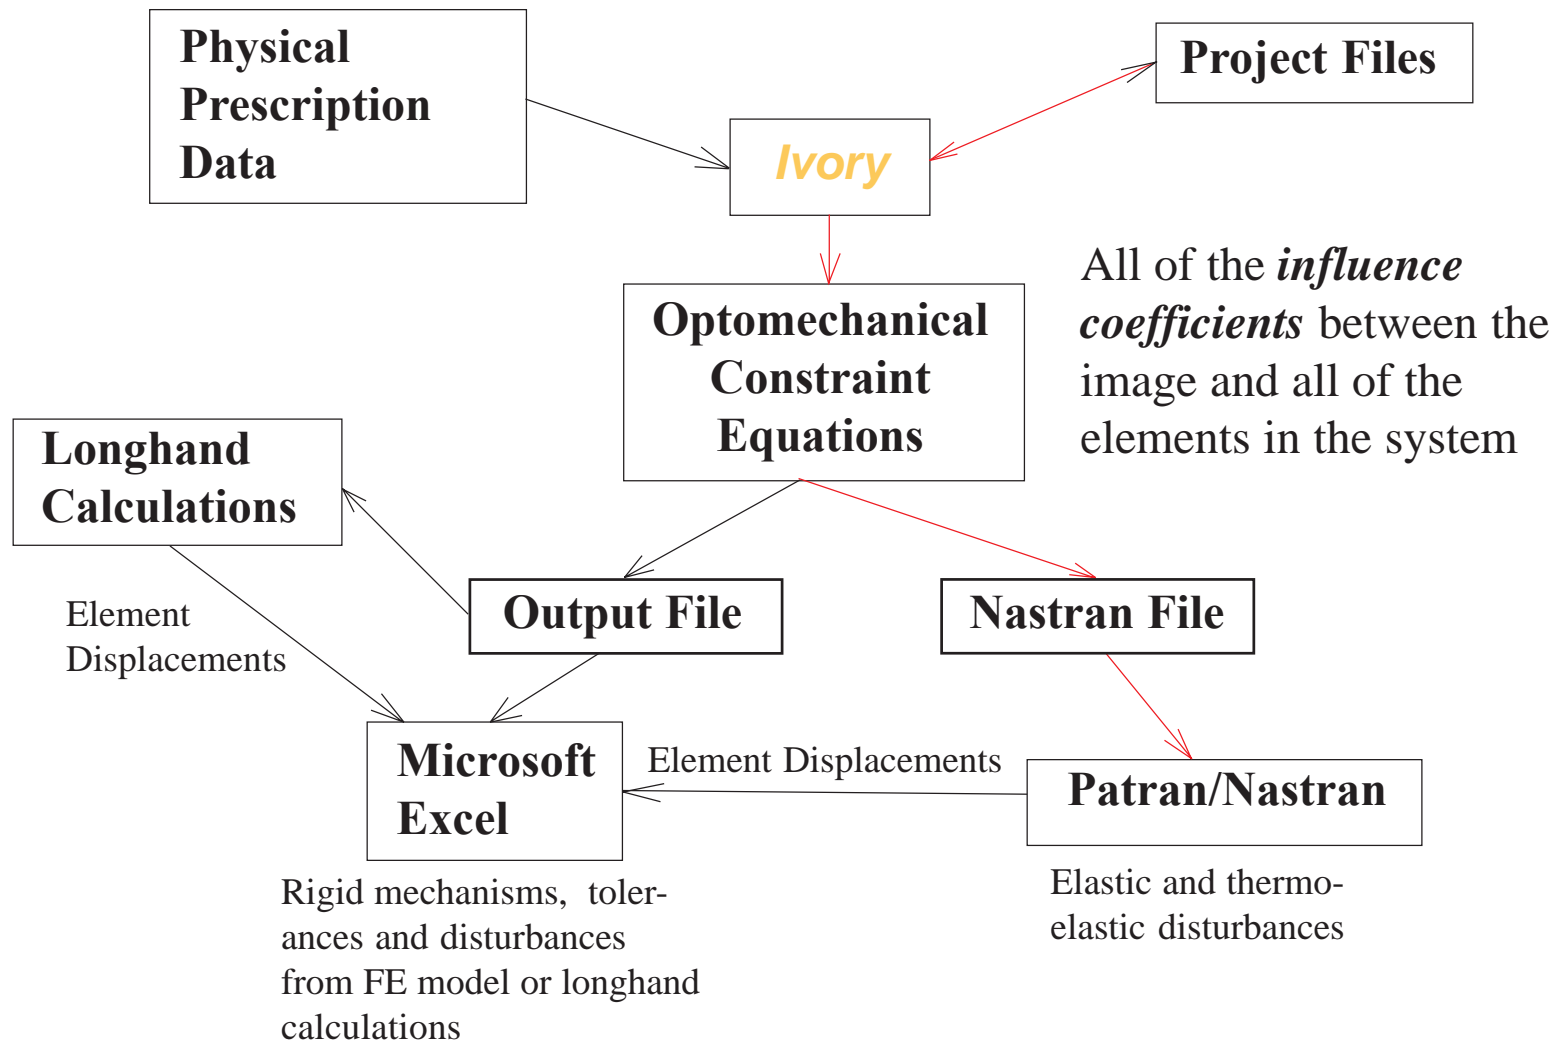 Physical
Prescription
Data
Project Files
Ivory
Optomechanical
Constraint
Equations
All of the influence
coefficients between the
image and all of the
elements in the system
Longhand
Calculations
Element
Displacements
Output File
Nastran File
Microsoft
Excel
Element Displacements
Patran/Nastran
Rigid mechanisms, toler-
ances and disturbances
from FE model or longhand
calculations
Elastic and thermo-
elastic disturbances